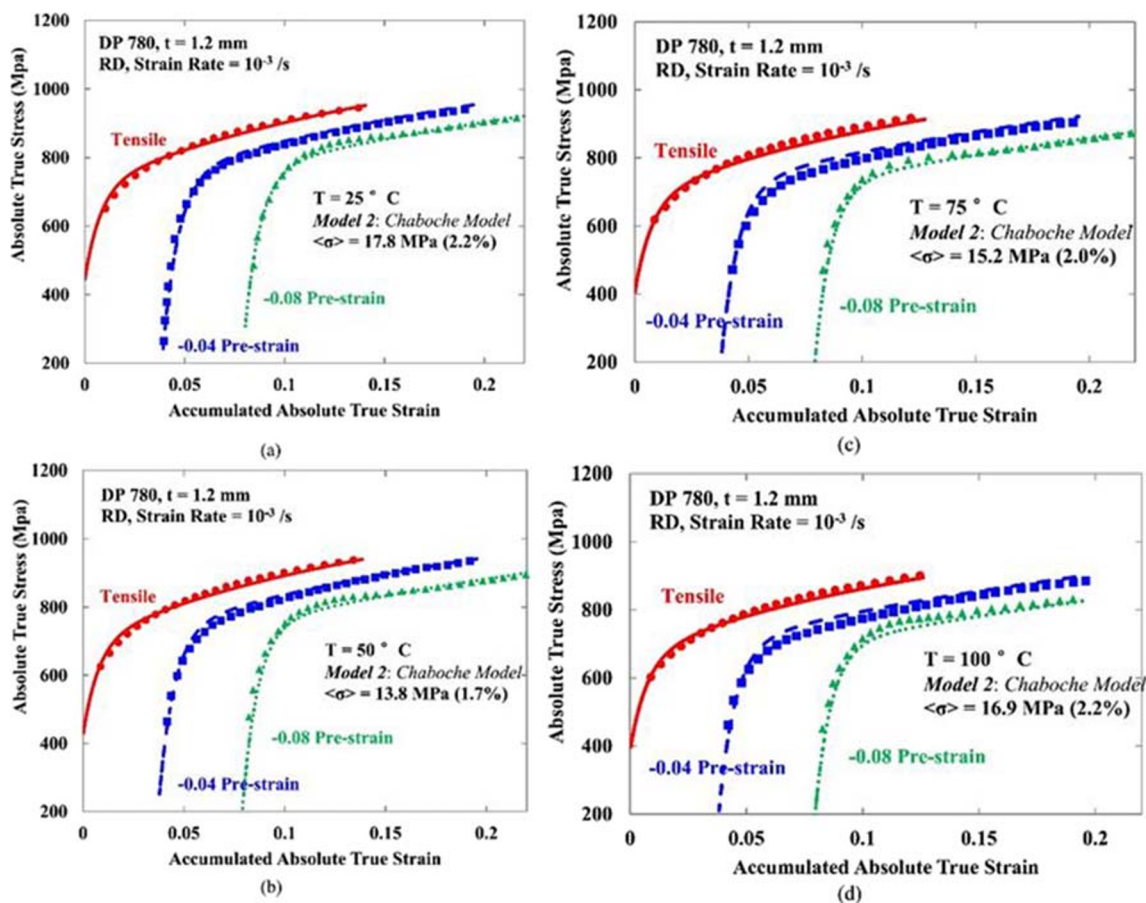 (a)
Absolute True Stress (Mpa)
1200
1000
800
600
400
200
DP 780, t = 1.2 mm
RD, Strain Rate = 10⁻³ /s
Tensile
T = 25 ° C
Model 2: Chaboche Model
<σ> = 17.8 MPa (2.2%)
-0.08 Pre-strain
-0.04 Pre-strain
0 0.05 0.1 0.15 0.2
Accumulated Absolute True Strain
(a)
Absolute True Stress (Mpa)
1200
1000
800
600
400
200
DP 780, t = 1.2 mm
RD, Strain Rate = 10⁻³ /s
Tensile
T = 75 ° C
Model 2: Chaboche Model
<σ> = 15.2 MPa (2.0%)
-0.04 Pre-strain
-0.08 Pre-strain
0 0.05 0.1 0.15 0.2
Accumulated Absolute True Strain
(c)
Absolute True Stress (Mpa)
1200
1000
800
600
400
200
DP 780, t = 1.2 mm
RD, Strain Rate = 10⁻³ /s
Tensile
T = 50 ° C
Model 2: Chaboche Model
<σ> = 13.8 MPa (1.7%)
-0.08 Pre-strain
-0.04 Pre-strain
0 0.05 0.1 0.15 0.2
Accumulated Absolute True Strain
(b)
Absolute True Stress (Mpa)
1200
1000
800
600
400
200
DP 780, t = 1.2 mm
RD, Strain Rate = 10⁻³ /s
Tensile
T = 100 ° C
Model 2: Chaboche Model
<σ> = 16.9 MPa (2.2%)
-0.04 Pre-strain
-0.08 Pre-strain
0 0.05 0.1 0.15 0.2
Accumulated Absolute True Strain
(d)